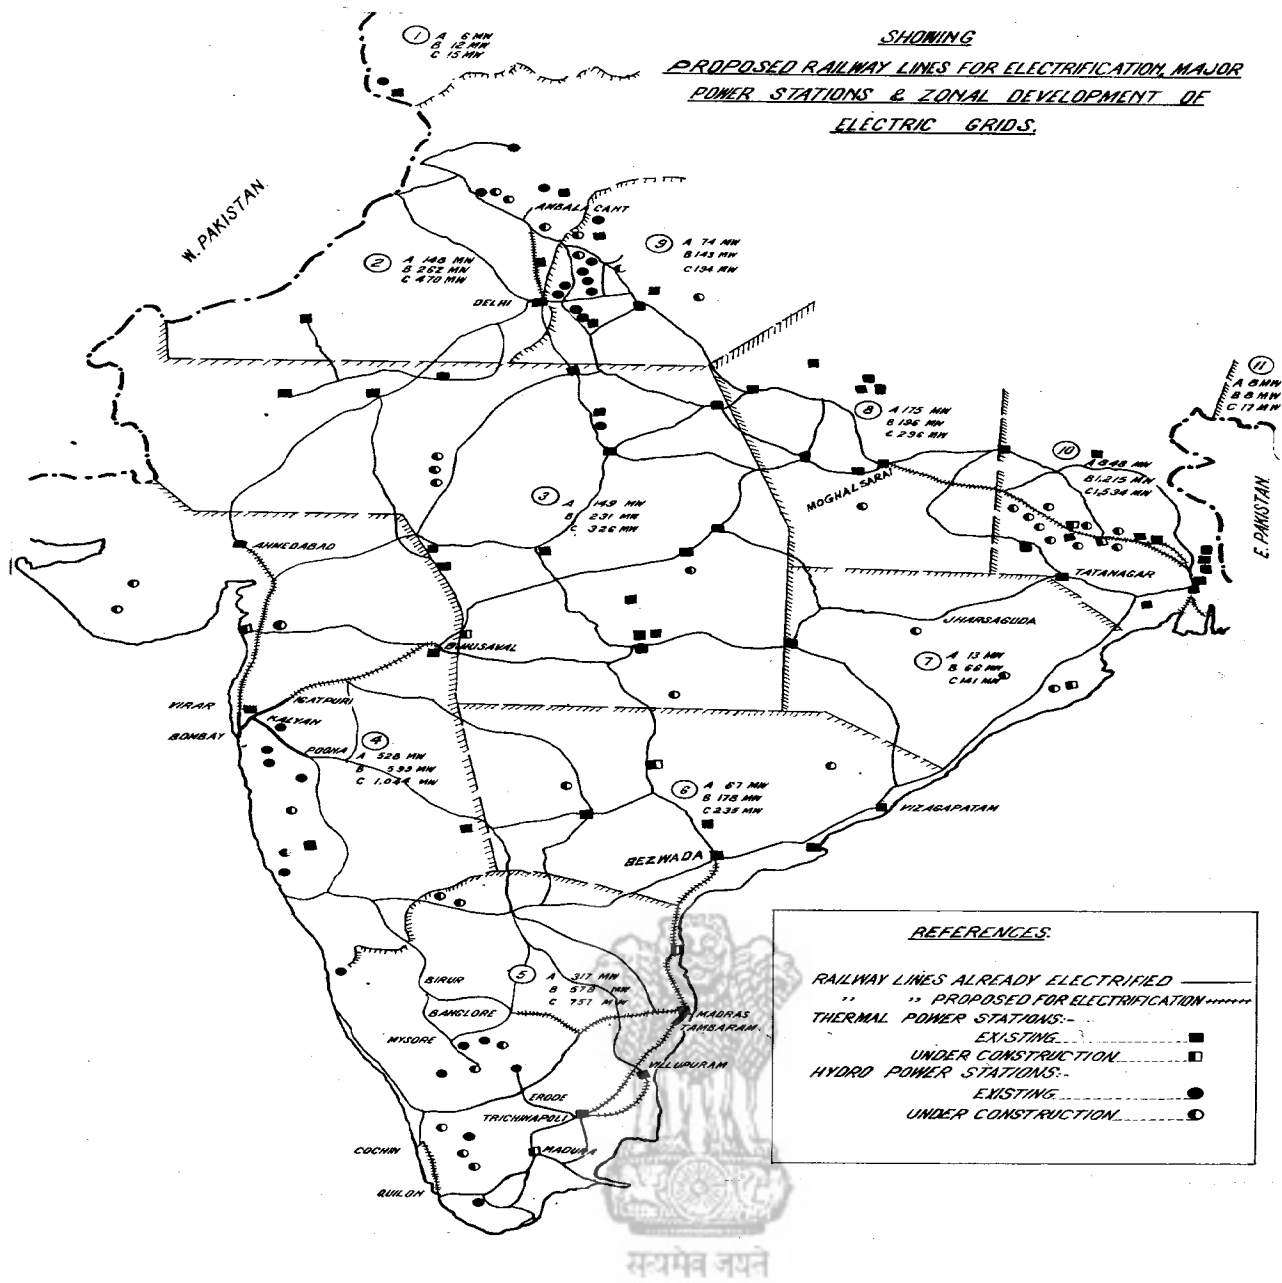 SHOWING
PROPOSED RAILWAY LINES FOR ELECTRIFICATION, MAJOR
POWER STATIONS & ZONAL DEVELOPMENT OF
ELECTRIC GRIDS.
1 A 6 MW
B 12 MW
C 15 MW
W. PAKISTAN
AMBALA CANT
2 A 148 MW
B 262 MW
C 470 MW
9 A 74 MW
B 143 MW
C 194 MW
DELHI
11
A 8 MW
B 8 MW
C 17 MW
8 A 175 MW
B 196 MW
C 236 MW
10
A 848 MW
B 1,215 MW
C 1,534 MW
MOGHALSARAI
3 A 149 MW
B 231 MW
C 326 MW
E. PAKISTAN
AHMEDABAD
TATANAGAR
JHARSAGUDA
BHUSAVAL
7 A 13 MW
B 66 MW
C 141 MW
VIRAR
IGATPURI
KALYAN
BOMBAY
POONA
4
A 528 MW
B 593 MW
C 1,044 MW
6 A 67 MW
B 178 MW
C 235 MW
VIZAGAPATAM
BEZWADA
5 A 317 MW
B 578 MW
C 757 MW
BIRUR
BANGLORE
MADRAS
TAMBARAM.
MYSORE
VILLUPURAM
ERODE
TRICHINAPOLI
COCHIN
MADURA
QUILON
REFERENCES.
RAILWAY LINES ALREADY ELECTRIFIED
,, ,, PROPOSED FOR ELECTRIFICATION
THERMAL POWER STATIONS:-
EXISTING
UNDER CONSTRUCTION
HYDRO POWER STATIONS:-
EXISTING
UNDER CONSTRUCTION
सत्यमेव जयते